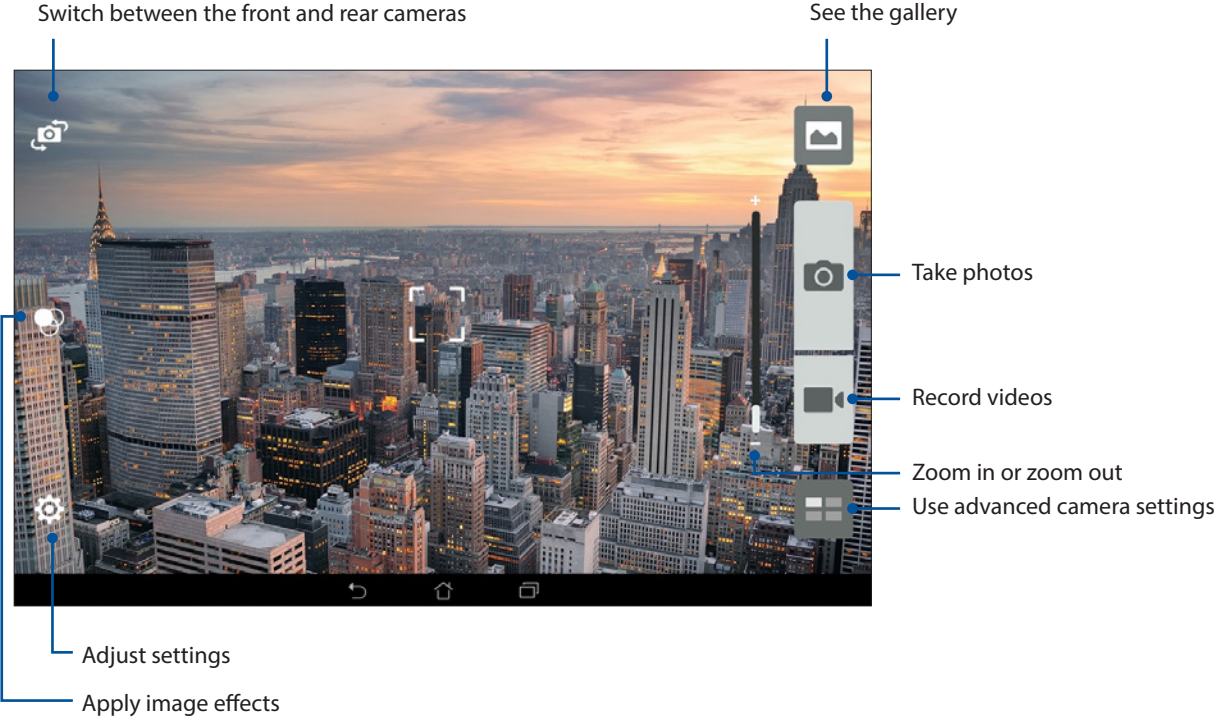 Switch between the front and rear cameras
See the gallery
Take photos
Record videos
Zoom in or zoom out
Use advanced camera settings
Adjust settings
Apply image effects